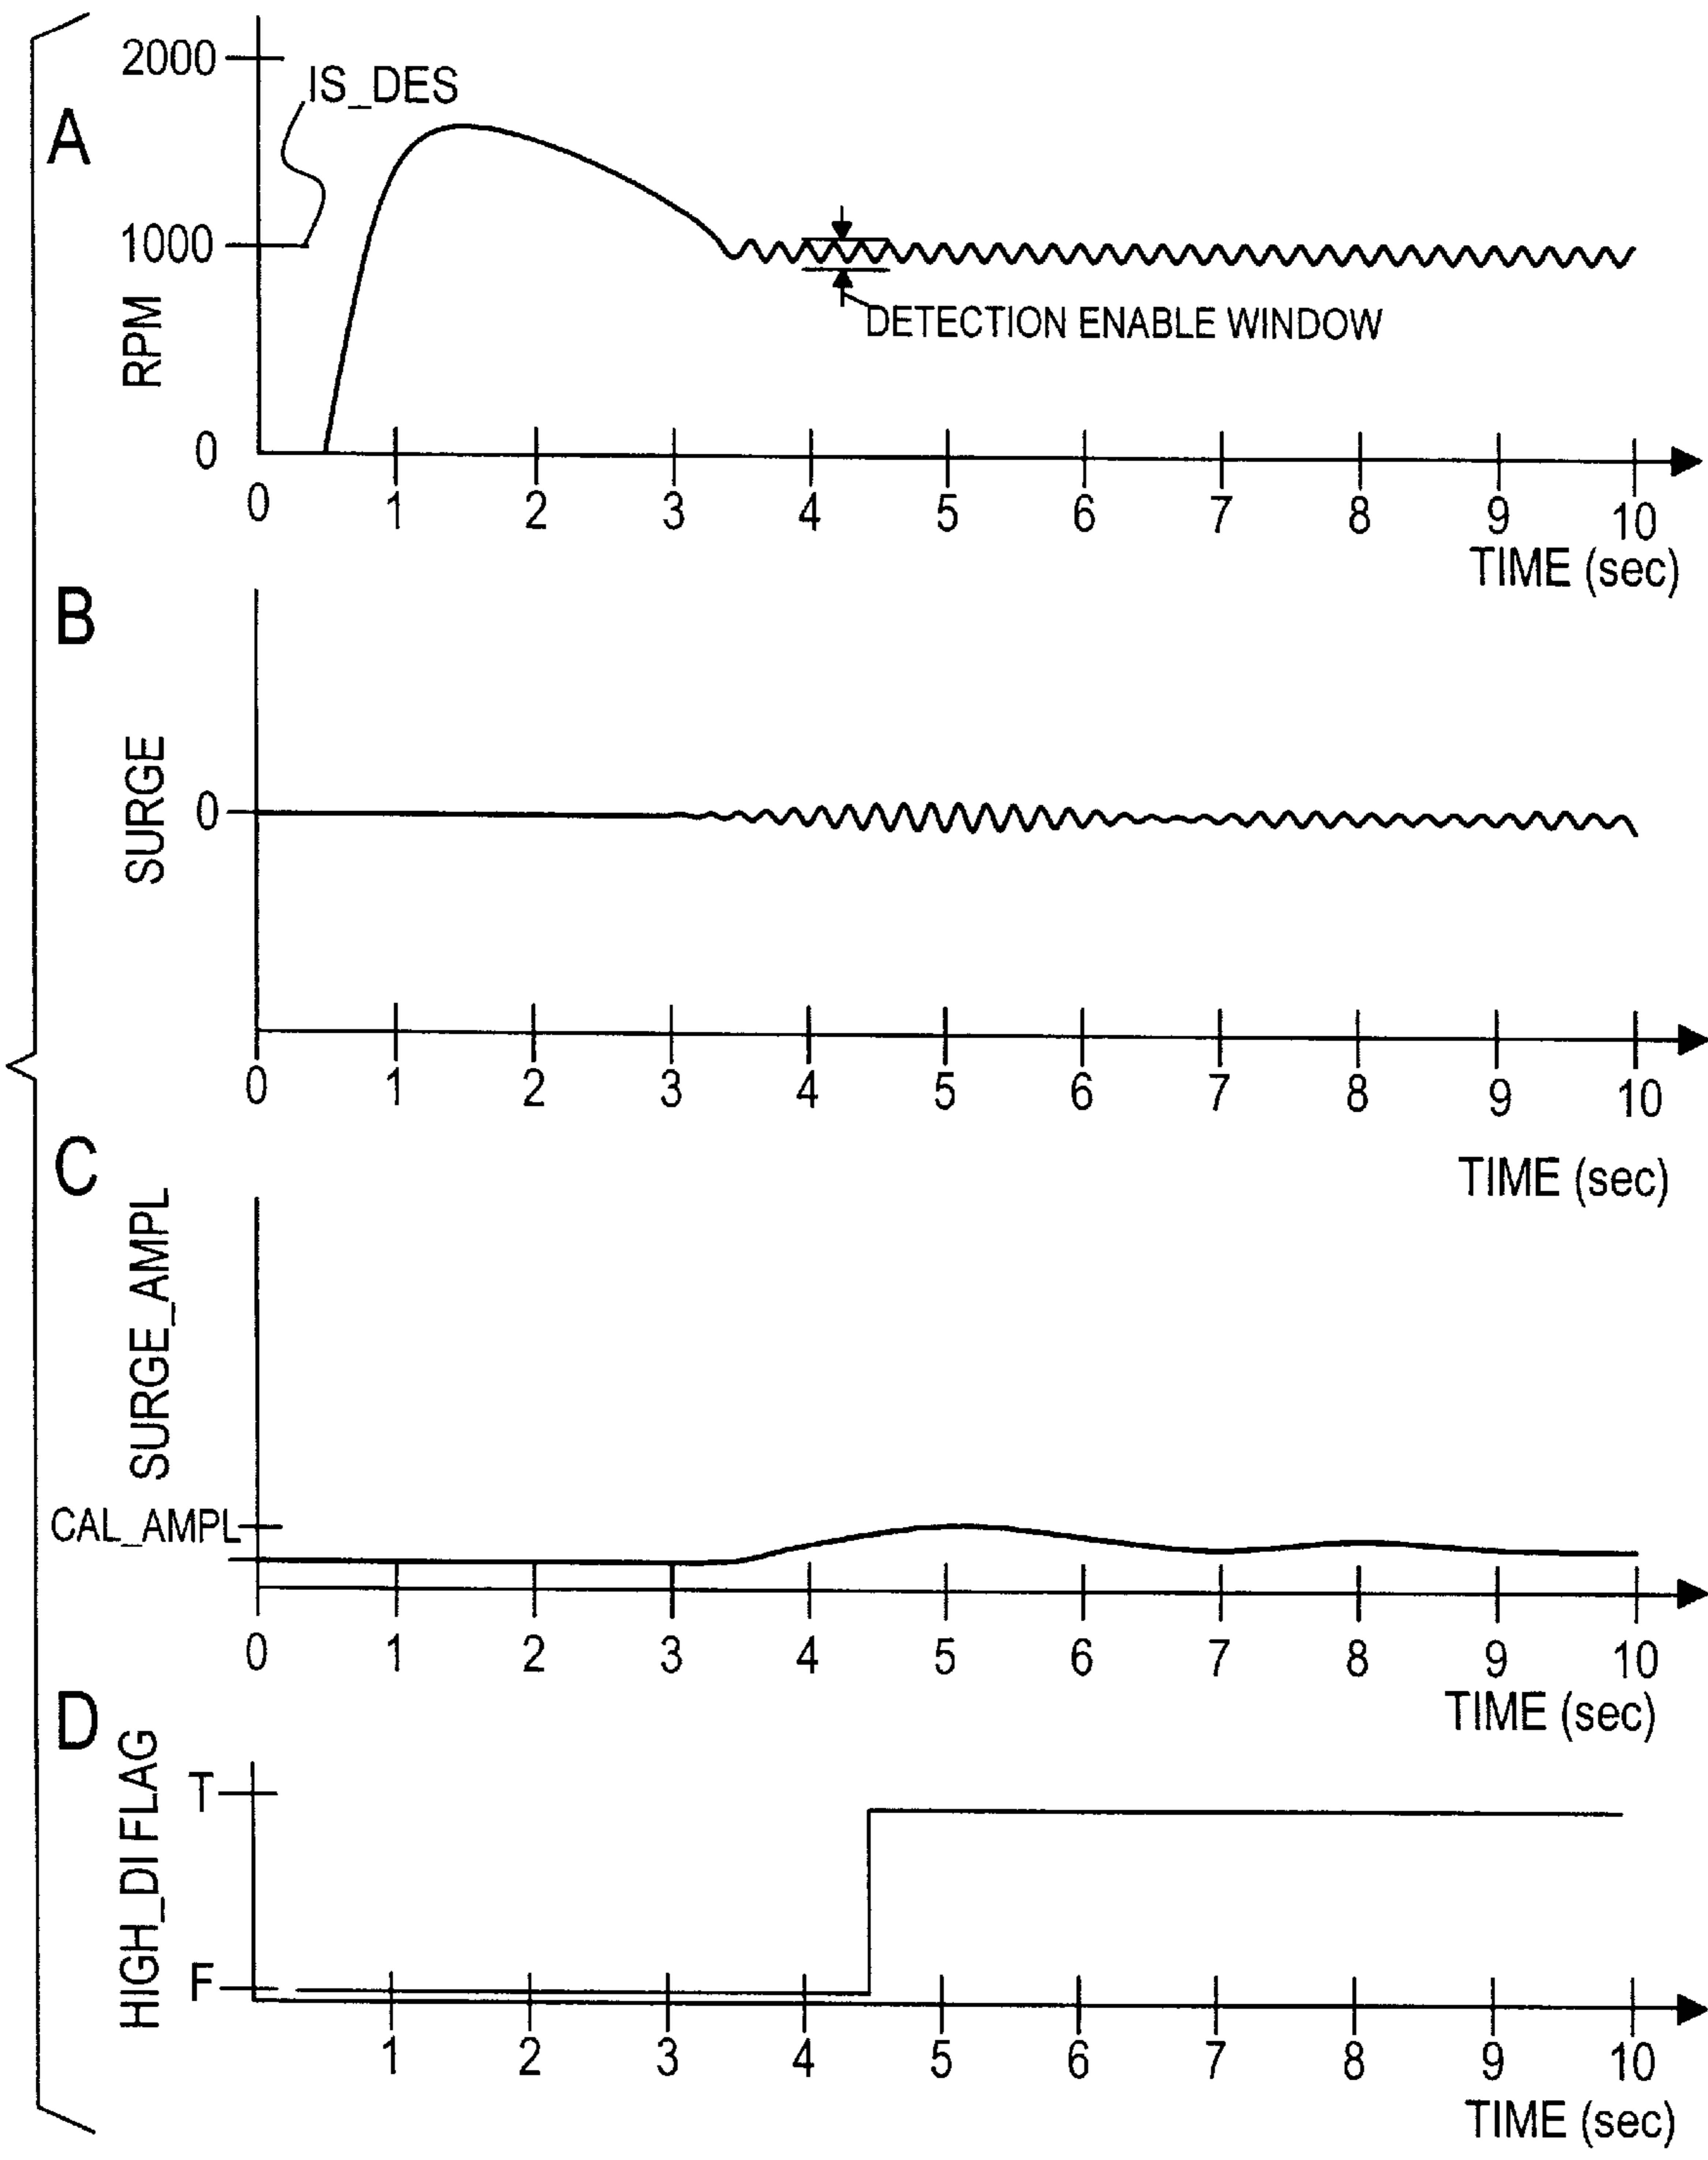 A
2000
IS_DES
1000
RPM
DETECTION ENABLE WINDOW
0
0 1 2 3 4 5 6 7 8 9 10
TIME (sec)
B
SURGE
0
0 1 2 3 4 5 6 7 8 9 10
TIME (sec)
C
SURGE_AMPL
CAL_AMPL
0 1 2 3 4 5 6 7 8 9 10
TIME (sec)
D
HIGH_DI FLAG
T
F
1 2 3 4 5 6 7 8 9 10
TIME (sec)